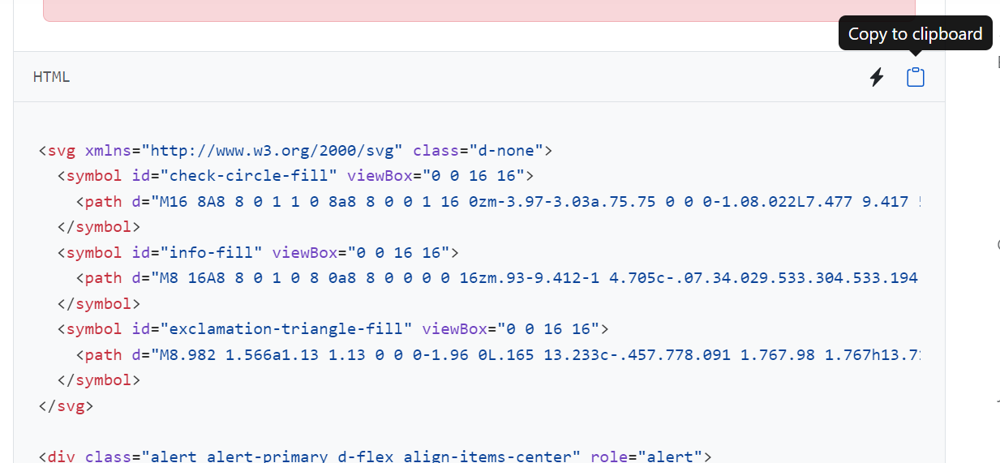 Copy to clipboard
HTML
<svg xmlns="http://www.w3.org/2000/svg" class="d-none">
<symbol id="check-circle-fill" viewBox="0 0 16 16">
<path d="M16 8A8 8 0 1 1 0 8a8 8 0 0 1 16 0zm-3.97-3.03a.75.75 0 0 0-1.08.022L7.477 9.417
</symbol>
<symbol id="info-fill" viewBox="0 0 16 16">
<path d="M8 16A8 8 0 1 0 8 0a8 8 0 0 0 0 16zm.93-9.412-1 4.705c-.07.34.029.533.304.533.194
</symbol>
<symbol id="exclamation-triangle-fill" viewBox="0 0 16 16">
<path d="M8.982 1.566a1.13 1.13 0 0 0-1.96 0L.165 13.233c-.457.778.091 1.767.98 1.767h13.7
</symbol>
</svg>
<div class="alert alert-primary d-flex align-items-center" role="alert">